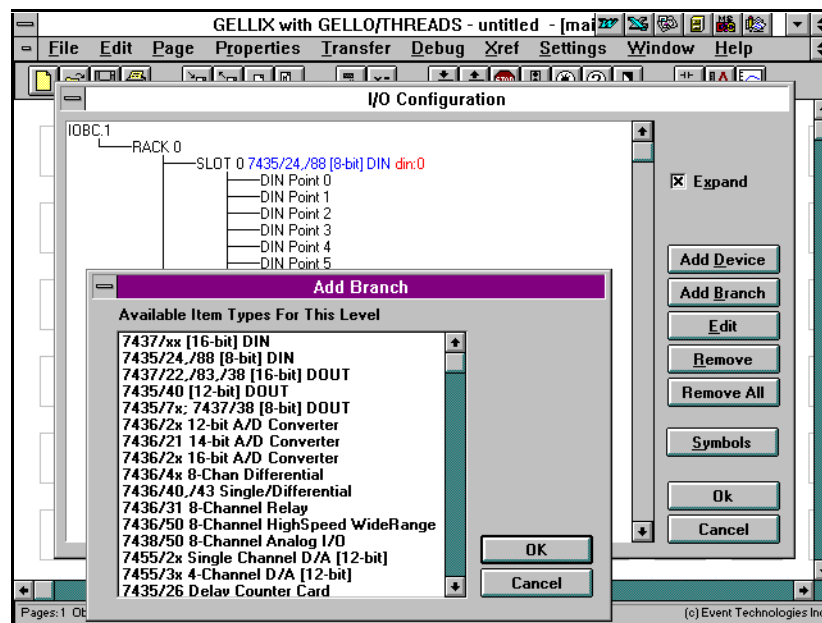 GELLIX with GELLO/THREADS - untitled - [mai
File Edit Page Properties Transfer Debug Xref Settings Window Help
STOP
I/O Configuration
IOBC.1
RACK 0
SLOT 0 7435/24,/88 [8-bit] DIN din:0
DIN Point 0
DIN Point 1
DIN Point 2
DIN Point 3
DIN Point 4
DIN Point 5
Expand
Add Device
Add Branch
Edit
Remove
Remove All
Symbols
Ok
Cancel
Add Branch
Available Item Types For This Level
7437/xx [16-bit] DIN
7435/24,/88 [8-bit] DIN
7437/22,/83,/38 [16-bit] DOUT
7435/40 [12-bit] DOUT
7435/7x; 7437/38 [8-bit] DOUT
7436/2x 12-bit A/D Converter
7436/21 14-bit A/D Converter
7436/2x 16-bit A/D Converter
7436/4x 8-Chan Differential
7436/40,/43 Single/Differential
7436/31 8-Channel Relay
7436/50 8-Channel HighSpeed WideRange
7438/50 8-Channel Analog I/O
7455/2x Single Channel D/A [12-bit]
7455/3x 4-Channel D/A [12-bit]
7435/26 Delay Counter Card
OK
Cancel
Pages:1 Ob
(c) Event Technologies Inc